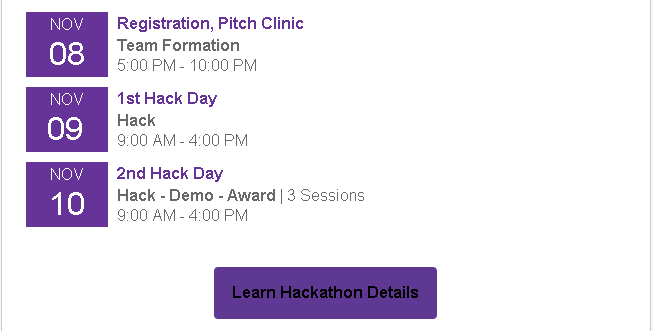 NOV
08
Registration, Pitch Clinic
Team Formation
5:00 PM - 10:00 PM
NOV
09
1st Hack Day
Hack
9:00 AM - 4:00 PM
NOV
10
2nd Hack Day
Hack - Demo - Award | 3 Sessions
9:00 AM - 4:00 PM
Learn Hackathon Details